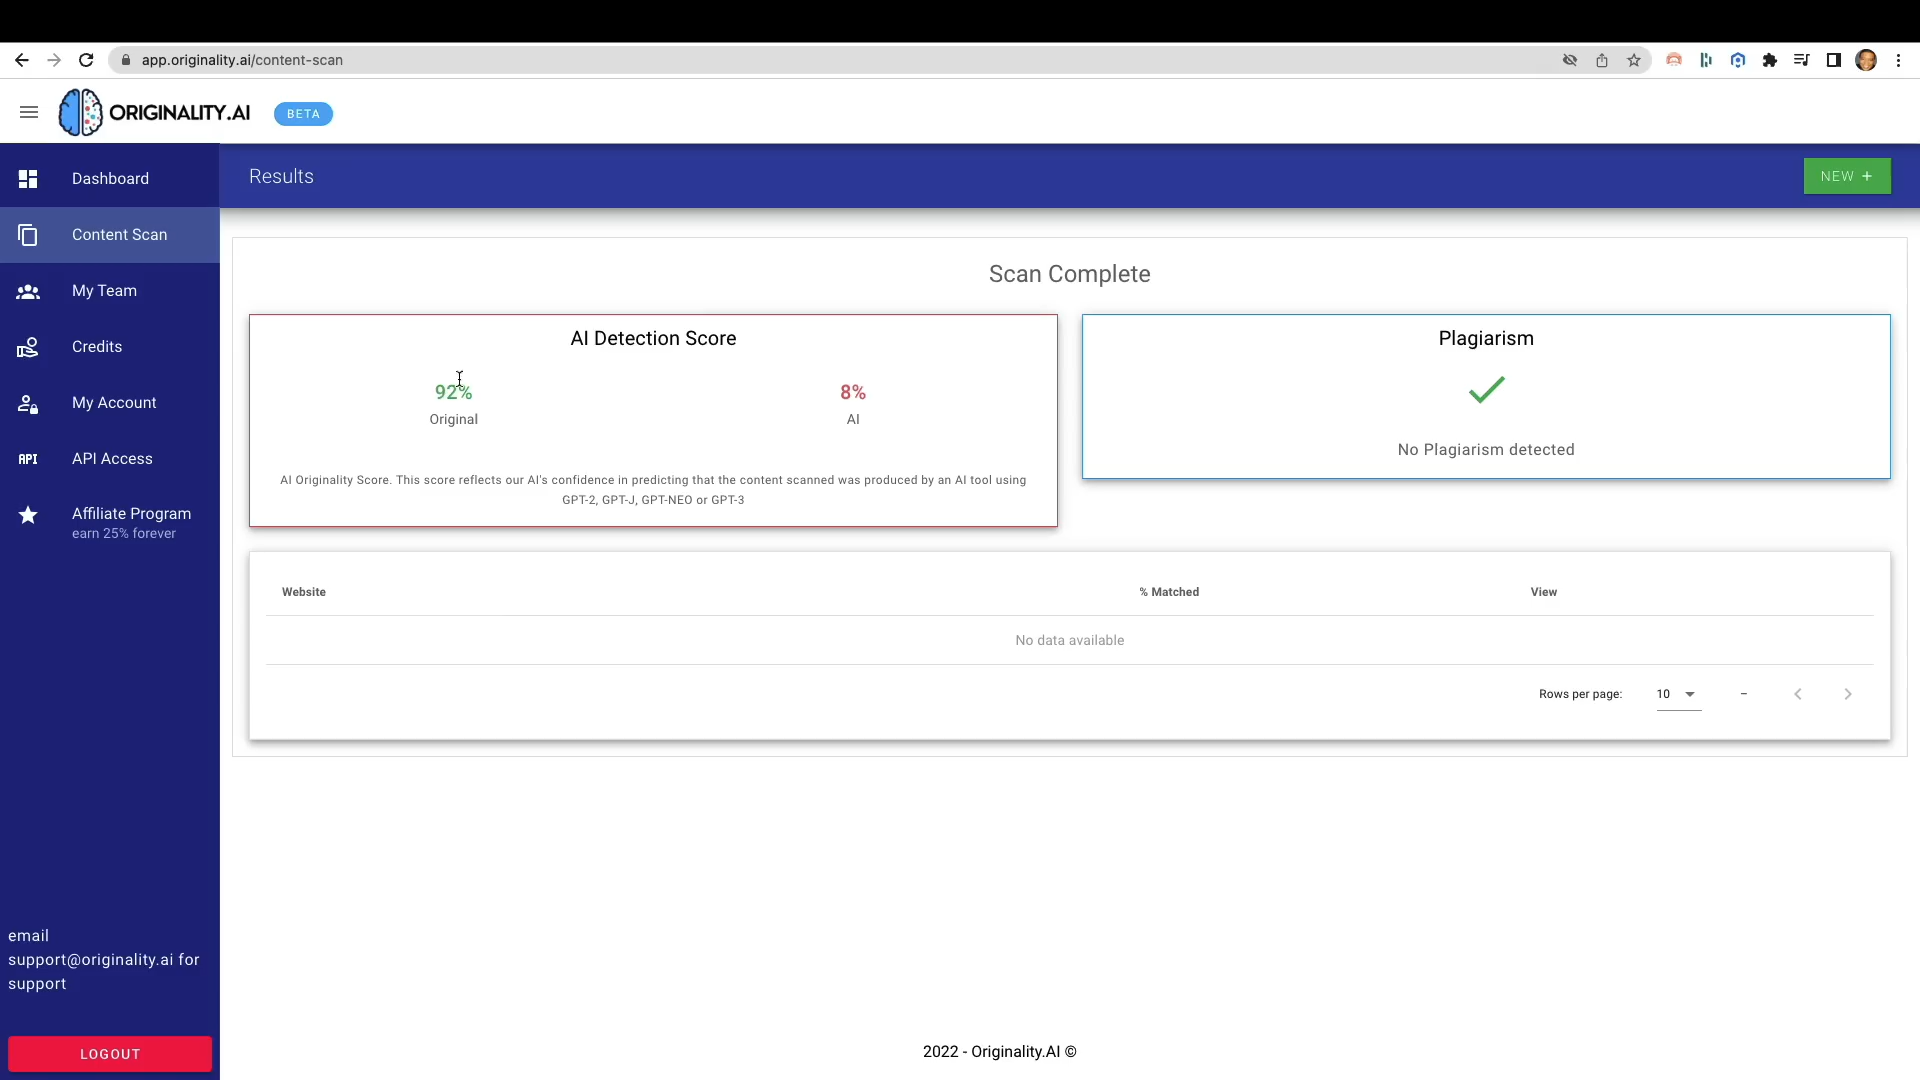 app.originality.ai/content-scan
ORIGINALITY.AI
BETA
Dashboard
Content Scan
My Team
Credits
My Account
API
API Access
Affiliate Program
earn 25% forever
email
support@originality.ai for
support
LOGOUT
Results
NEW +
Scan Complete
AI Detection Score
92%
Original
8%
AI
AI Originality Score. This score reflects our AI's confidence in predicting that the content scanned was produced by an AI tool using
GPT-2, GPT-J, GPT-NEO or GPT-3
Plagiarism
No Plagiarism detected
Website % Matched View
No data available
Rows per page: 10 –
2022 - Originality.AI ©